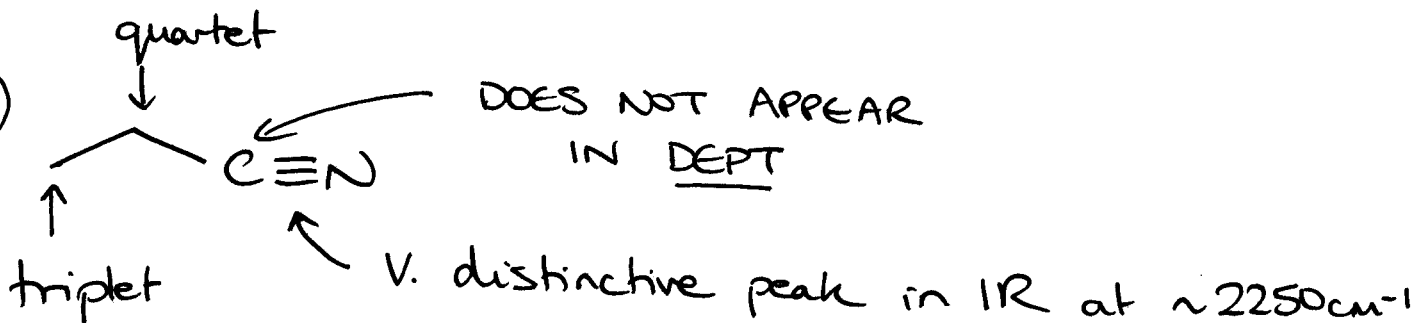 quartet
)
DOES NOT APPEAR
IN DEPT
C≡N
triplet
V. distinctive peak in IR at ~2250cm⁻¹